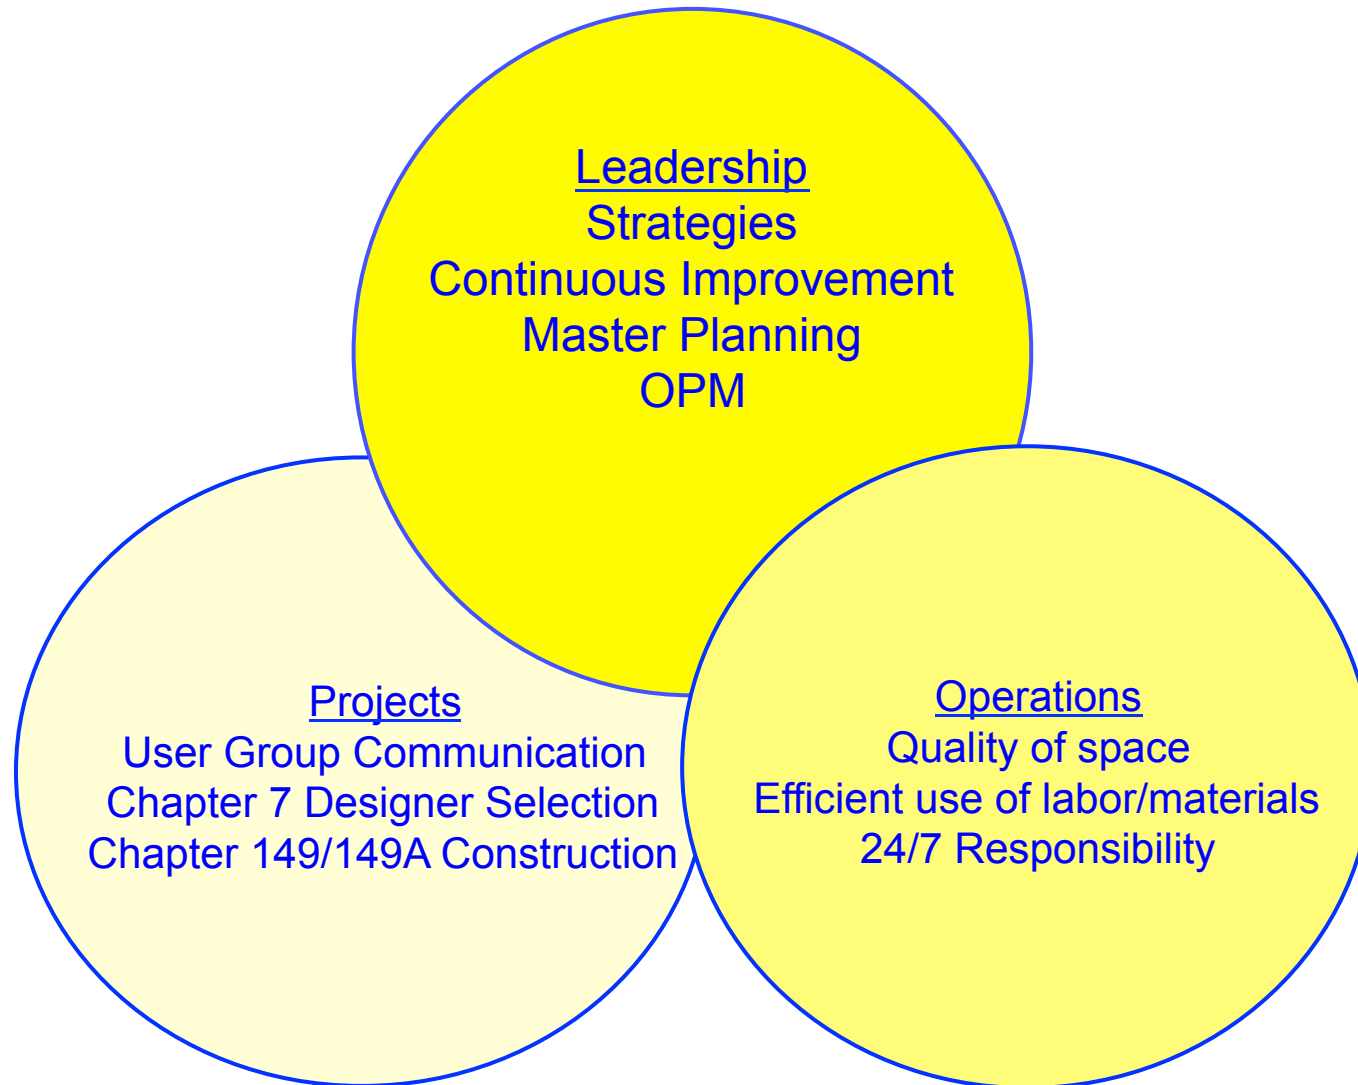 Leadership
Strategies
Continuous Improvement
Master Planning
OPM
Projects
User Group Communication
Chapter 7 Designer Selection
Chapter 149/149A Construction
Operations
Quality of space
Efficient use of labor/materials
24/7 Responsibility